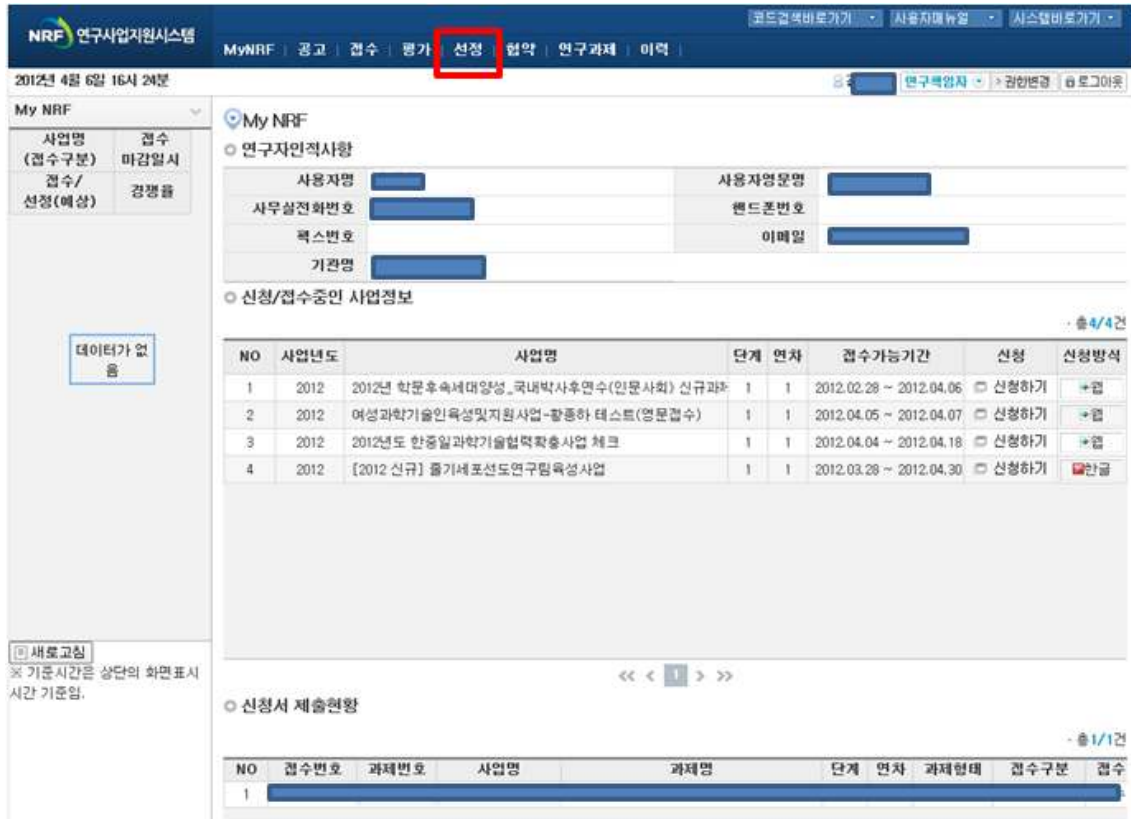 코드검색바로가기 사용자매뉴얼 시스템바로가기
NRF 연구사업지원시스템
MyNRF | 공고 | 접수 | 평가 | 선정 | 협약 | 연구과제 | 이력 |
2012년 4월 6일 16시 24분
연구책임자 권한변경 로그아웃
My NRF
사업명 (접수구분) 접수 마감일시
접수/ 선정(예상) 경쟁율
데이터가 없
음
새로고침
※ 기준시간은 상단의 화면표시
시간 기준임.
My NRF
연구자인적사항
사용자명 사용자영문명
사무실전화번호 핸드폰번호
팩스번호 이메일
기관명
신청/접수중인 사업정보
· 총4/4건
NO 사업년도 사업명 단계 연차 접수가능기간 신청 신청방식
1 2012 2012년 학문후속세대양성_국내박사후연수(인문사회) 신규과제 1 1 2012.02.28 ~ 2012.04.06 신청하기 웹
2 2012 여성과학기술인육성및지원사업-황종하 테스트(영문접수) 1 1 2012.04.05 ~ 2012.04.07 신청하기 웹
3 2012 2012년도 한중일과학기술협력확충사업 체크 1 1 2012.04.04 ~ 2012.04.18 신청하기 웹
4 2012 [2012 신규] 줄기세포선도연구팀육성사업 1 1 2012.03.28 ~ 2012.04.30 신청하기 한글
<< < 1 > >>
신청서 제출현황
· 총1/1건
NO 접수번호 과제번호 사업명 과제명 단계 연차 과제형태 접수구분 접수
1